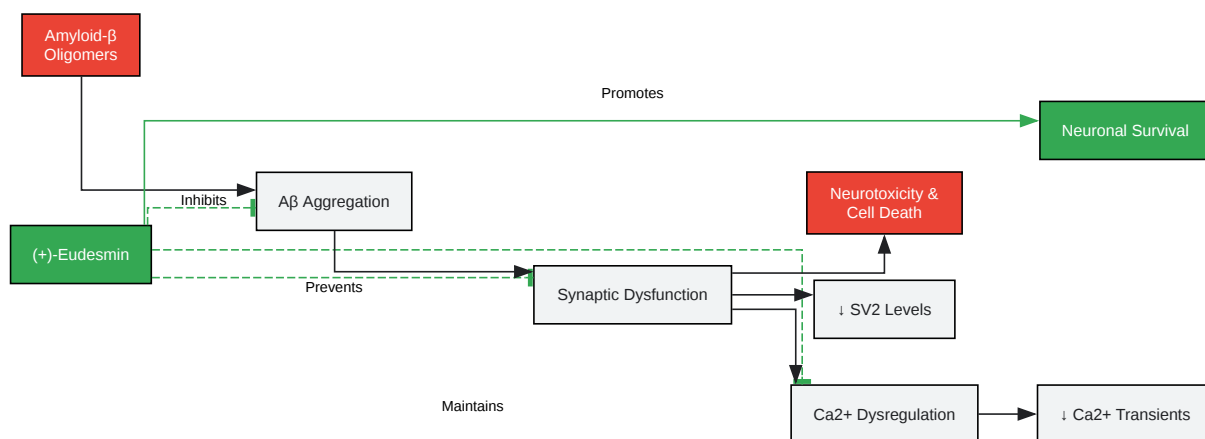 Amyloid-β
Oligomers
Promotes
Neuronal Survival
Inhibits
Aβ Aggregation
Neurotoxicity &
Cell Death
(+)-Eudesmin
Prevents
Synaptic Dysfunction
↓ SV2 Levels
Maintains
Ca2+ Dysregulation
↓ Ca2+ Transients